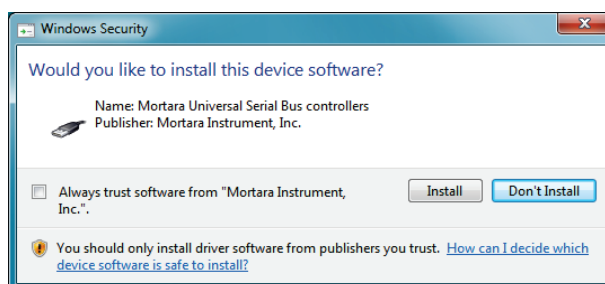 Windows Security
Would you like to install this device software?
Name: Mortara Universal Serial Bus controllers
Publisher: Mortara Instrument, Inc.
Always trust software from "Mortara Instrument,
Inc.".
Install
Don't Install
You should only install driver software from publishers you trust. How can I decide which
device software is safe to install?